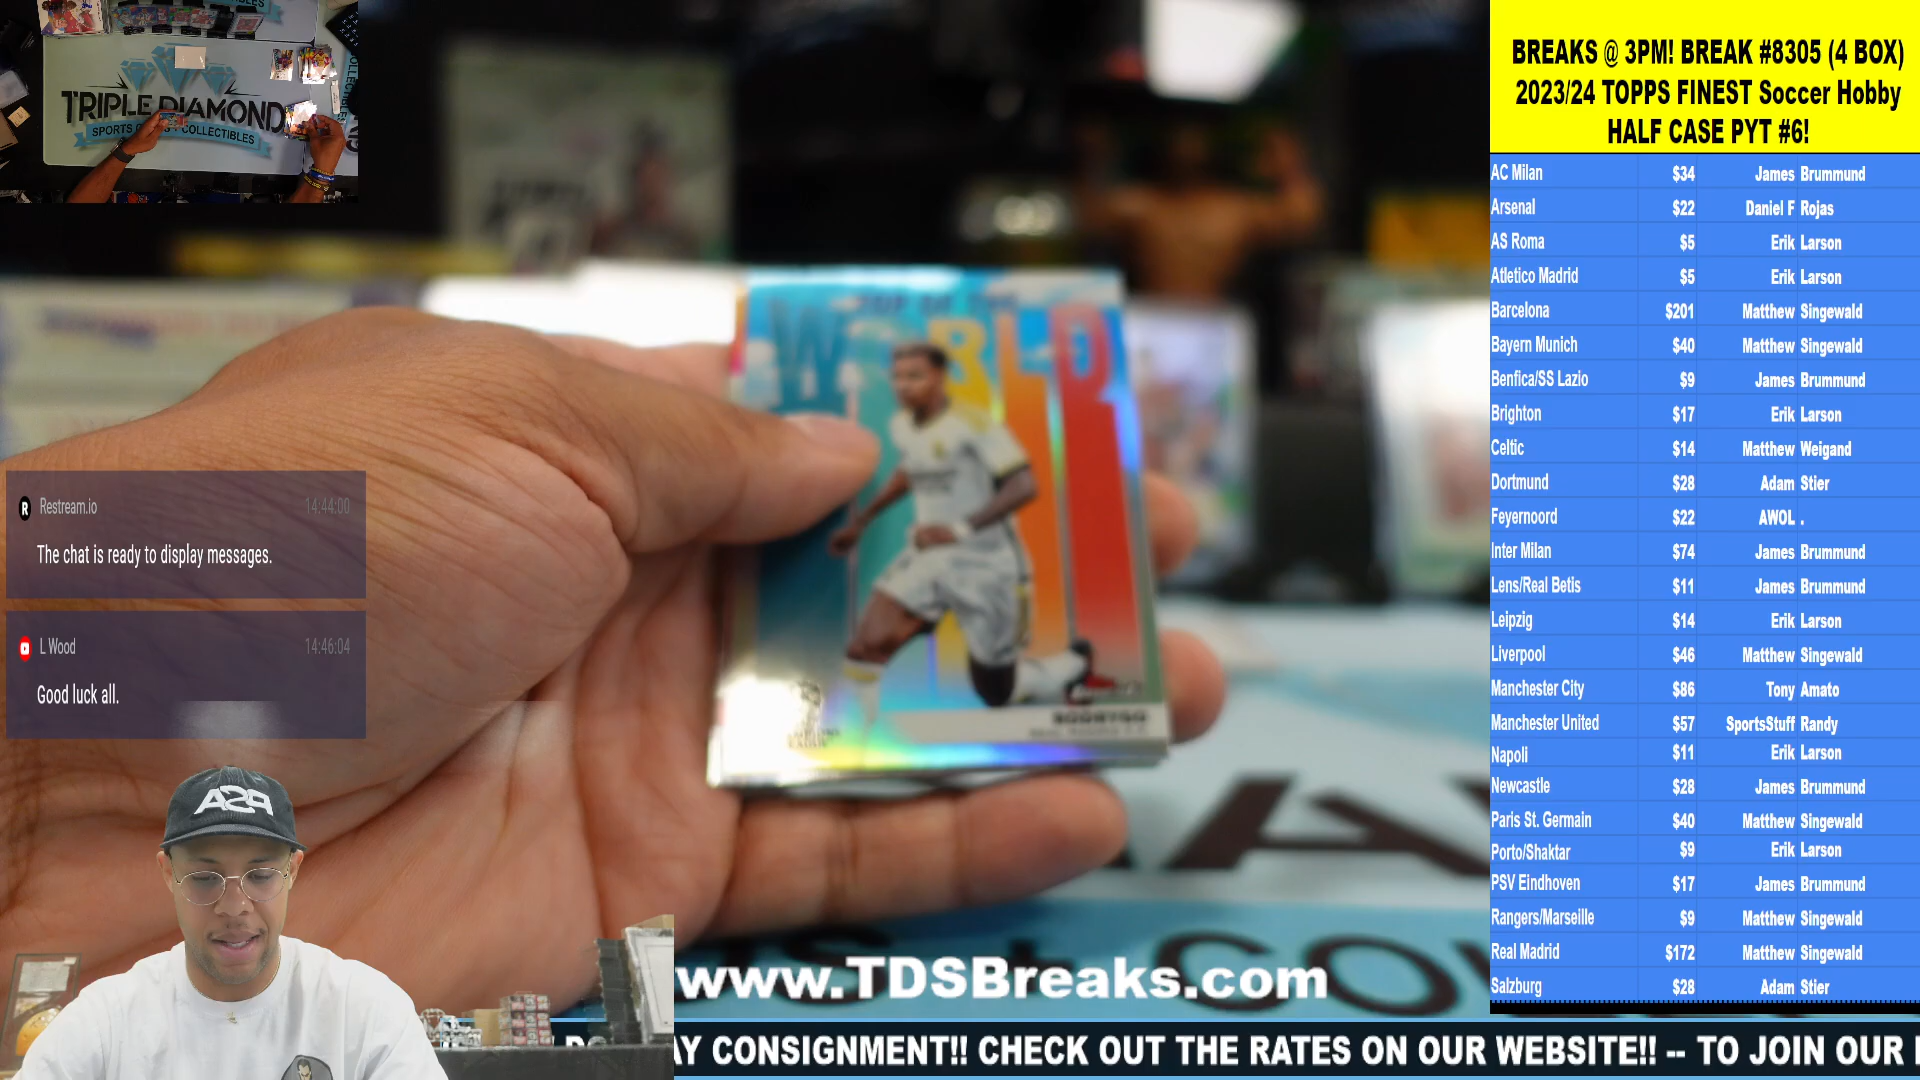 TRIPLE DIAMOND
SPORTS CARDS + COLLECTIBLES
BREAKS @ 3PM! BREAK #8305 (4 BOX)
2023/24 TOPPS FINEST Soccer Hobby
HALF CASE PYT #6!
AC Milan $34 James Brummund
Arsenal $22 Daniel F Rojas
AS Roma $5 Erik Larson
Atletico Madrid $5 Erik Larson
Barcelona $201 Matthew Singewald
Bayern Munich $40 Matthew Singewald
Benfica/SS Lazio $9 James Brummund
Brighton $17 Erik Larson
Celtic $14 Matthew Weigand
Dortmund $28 Adam Stier
Feyernoord $22 AWOL .
Inter Milan $74 James Brummund
Lens/Real Betis $11 James Brummund
Leipzig $14 Erik Larson
Liverpool $46 Matthew Singewald
Manchester City $86 Tony Amato
Manchester United $57 SportsStuff Randy
Napoli $11 Erik Larson
Newcastle $28 James Brummund
Paris St. Germain $40 Matthew Singewald
Porto/Shaktar $9 Erik Larson
PSV Eindhoven $17 James Brummund
Rangers/Marseille $9 Matthew Singewald
Real Madrid $172 Matthew Singewald
Salzburg $28 Adam Stier
TOP OF THE
WORLD
RODRYGO
Restream.io 14:44:00
The chat is ready to display messages.
L Wood 14:46:04
Good luck all.
www.TDSBreaks.com
AY CONSIGNMENT!! CHECK OUT THE RATES ON OUR WEBSITE!! -- TO JOIN OUR